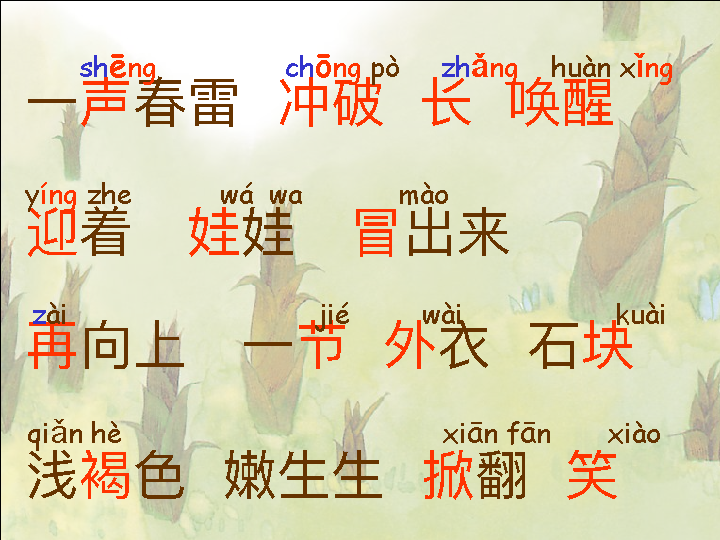 shēng chōng pò zhǎng huàn xǐng
一声春雷 冲破 长 唤醒
yíng zhe wá wa mào
迎着 娃娃 冒出来
zài jié wài kuài
再向上 一节 外衣 石块
qiǎn hè xiān fān xiào
浅褐色 嫩生生 掀翻 笑